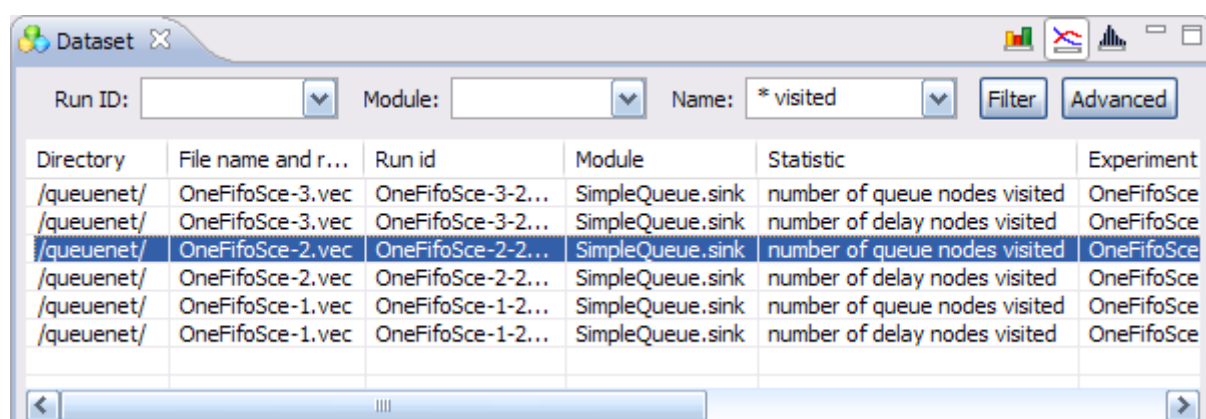 Dataset
Run ID: Module: Name: * visited Filter Advanced
Directory File name and r... Run id Module Statistic Experiment
/queuenet/ OneFifoSce-3.vec OneFifoSce-3-2... SimpleQueue.sink number of queue nodes visited OneFifoSce
/queuenet/ OneFifoSce-3.vec OneFifoSce-3-2... SimpleQueue.sink number of delay nodes visited OneFifoSce
/queuenet/ OneFifoSce-2.vec OneFifoSce-2-2... SimpleQueue.sink number of queue nodes visited OneFifoSce
/queuenet/ OneFifoSce-2.vec OneFifoSce-2-2... SimpleQueue.sink number of delay nodes visited OneFifoSce
/queuenet/ OneFifoSce-1.vec OneFifoSce-1-2... SimpleQueue.sink number of queue nodes visited OneFifoSce
/queuenet/ OneFifoSce-1.vec OneFifoSce-1-2... SimpleQueue.sink number of delay nodes visited OneFifoSce